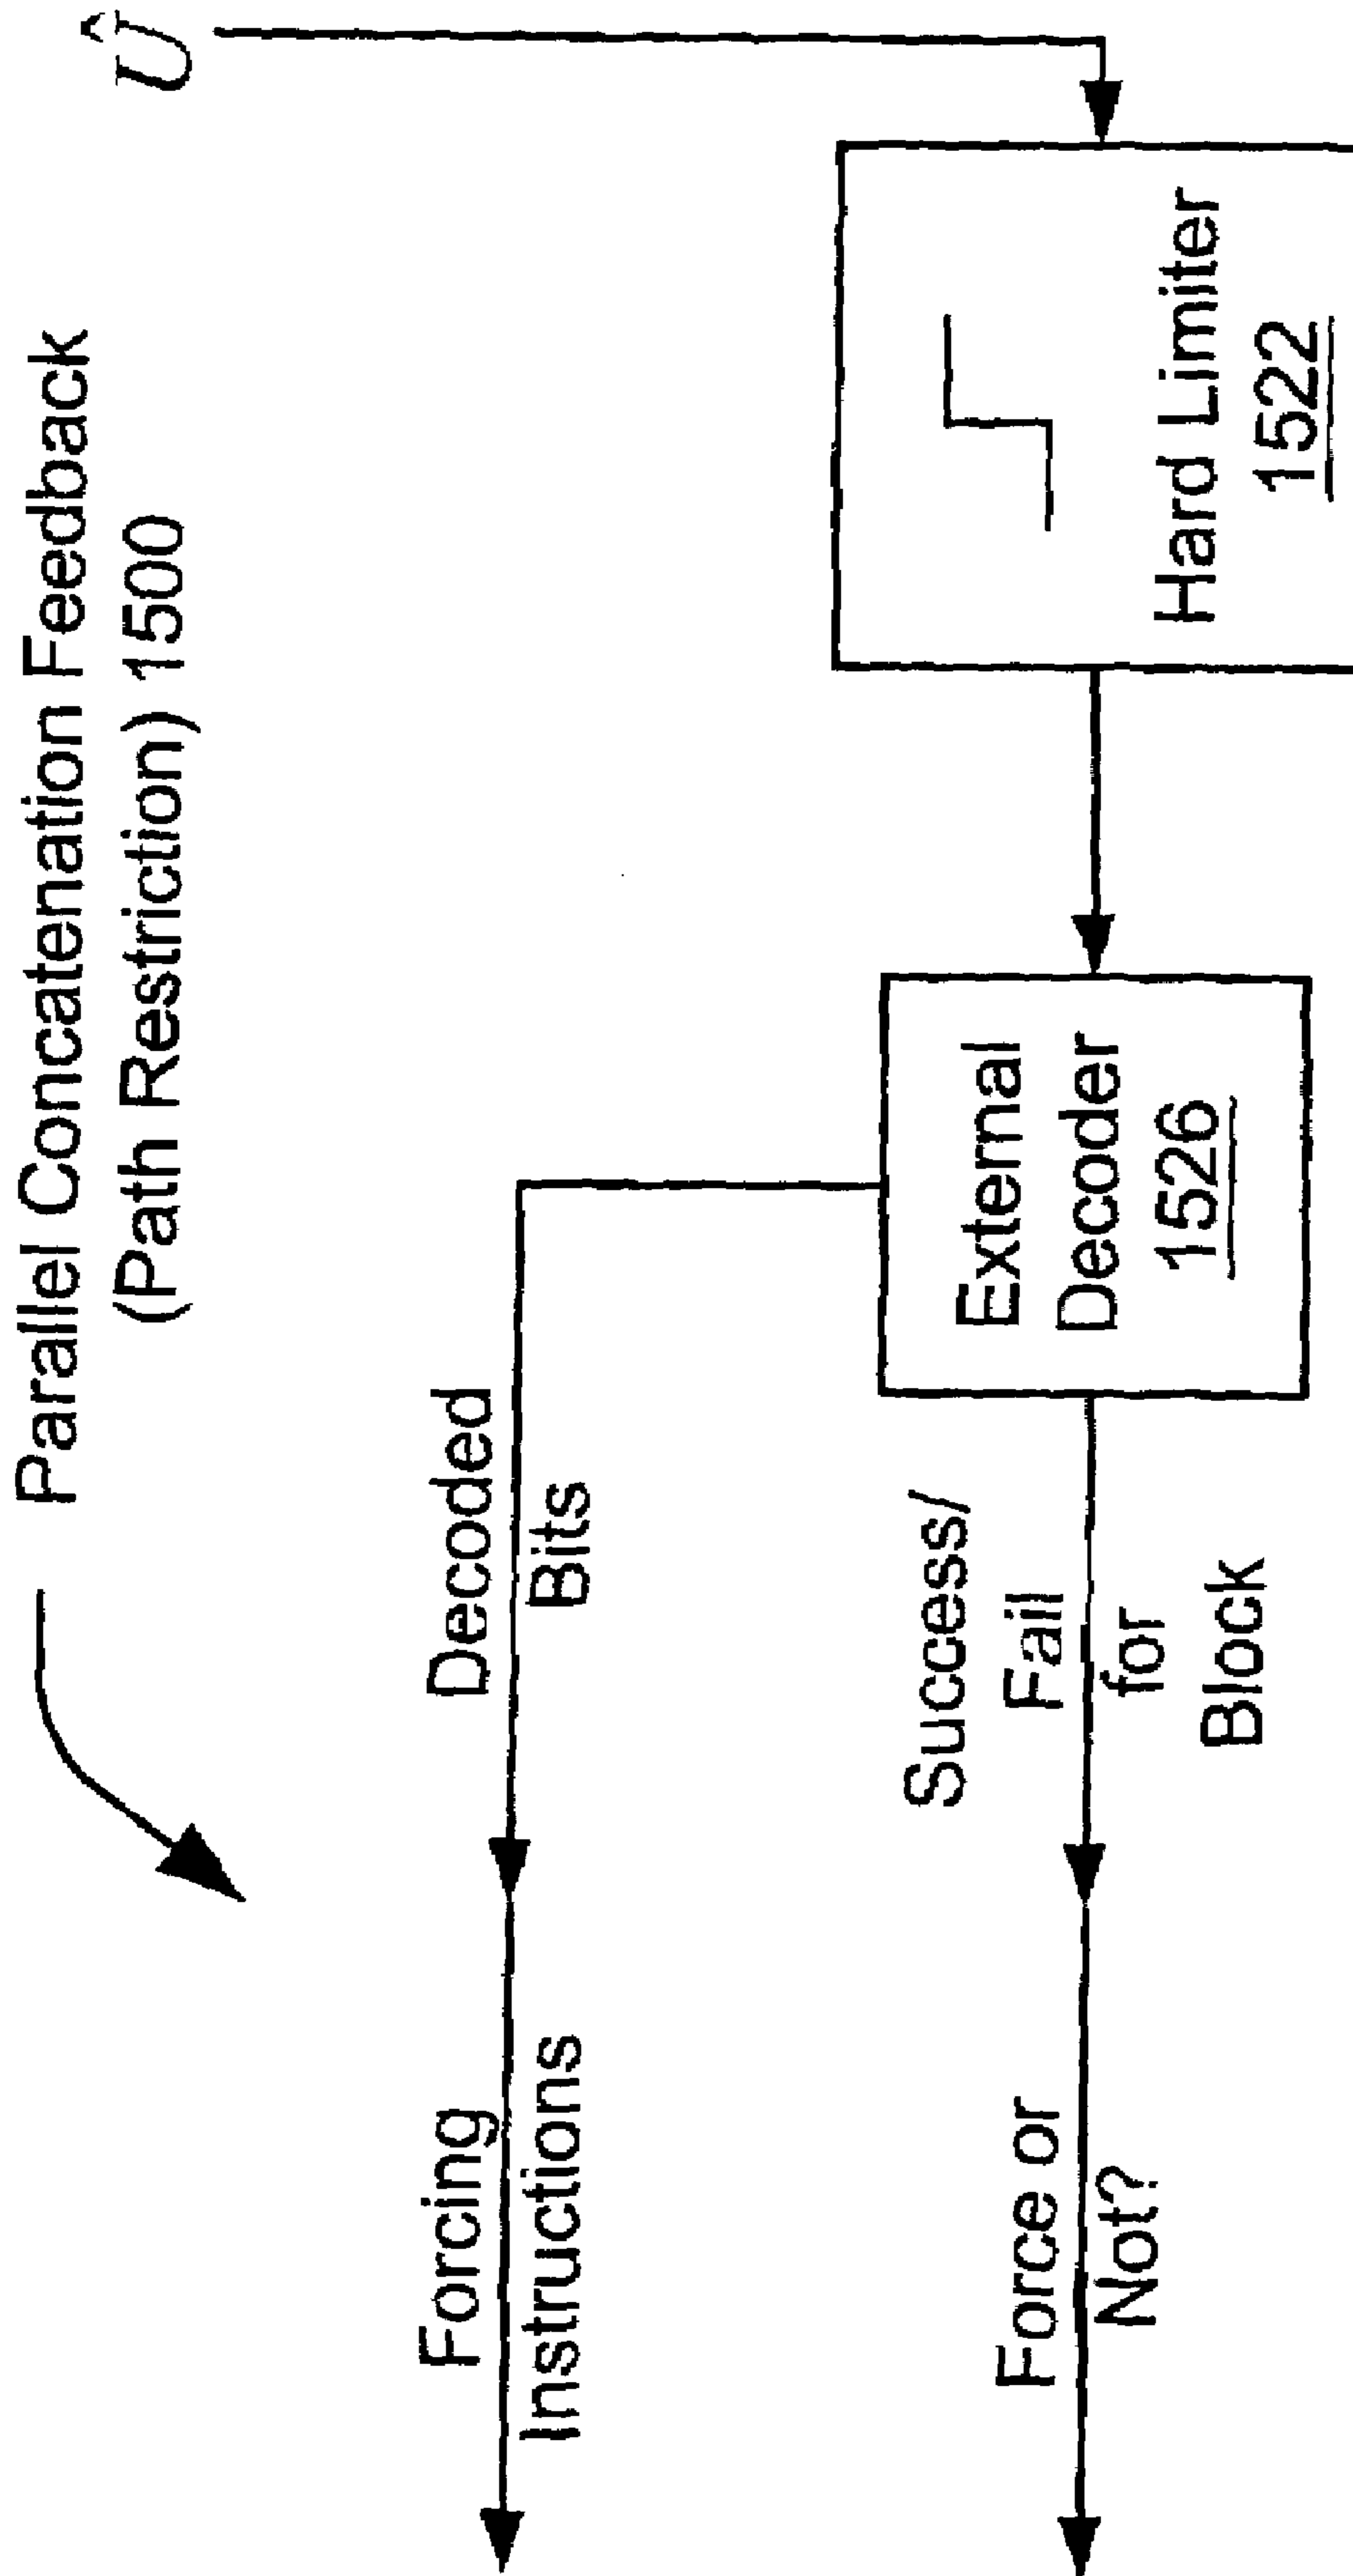 Parallel Concatenation Feedback
(Path Restriction) 1500
Û
Forcing
Instructions
Decoded
Bits
Force or
Not?
Success/
Fail
for
Block
External
Decoder
1526
Hard Limiter
1522